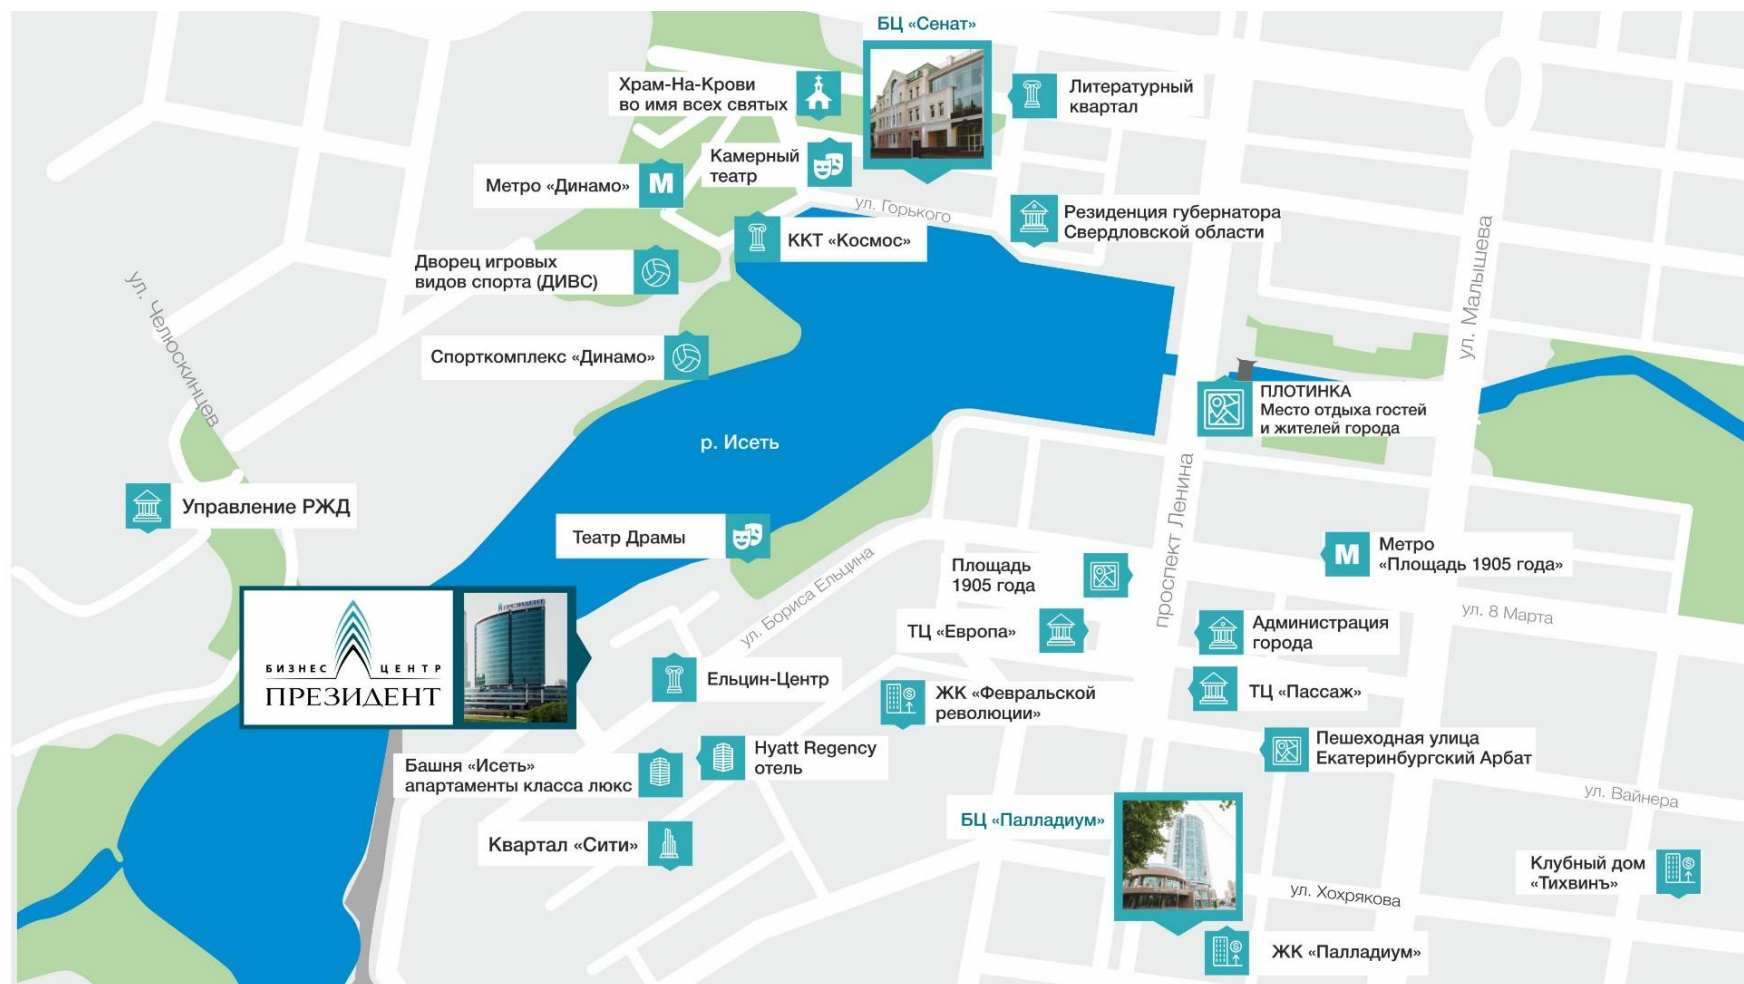 БЦ «Сенат»
Храм-На-Крови
во имя всех святых
Литературный
квартал
Камерный
театр
Метро «Динамо»
М
ул. Горького
Резиденция губернатора
Свердловской области
ККТ «Космос»
Дворец игровых
видов спорта (ДИВС)
ул. Челюскинцев
ул. Малышева
Спорткомплекс «Динамо»
ПЛОТИНКА
Место отдыха гостей
и жителей города
р. Исеть
проспект Ленина
Управление РЖД
Театр Драмы
ул. Бориса Ельцина
Площадь
1905 года
М
Метро
«Площадь 1905 года»
ул. 8 Марта
ТЦ «Европа»
Администрация
города
ПРЕЗИДЕНТ
БИЗНЕС ЦЕНТР
ПРЕЗИДЕНТ
Ельцин-Центр
ЖК «Февральской
революции»
ТЦ «Пассаж»
Пешеходная улица
Екатеринбургский Арбат
Hyatt Regency
отель
Башня «Исеть»
апартаменты класса люкс
ул. Вайнера
БЦ «Палладиум»
Квартал «Сити»
Клубный дом
«Тихвинъ»
ул. Хохрякова
ЖК «Палладиум»